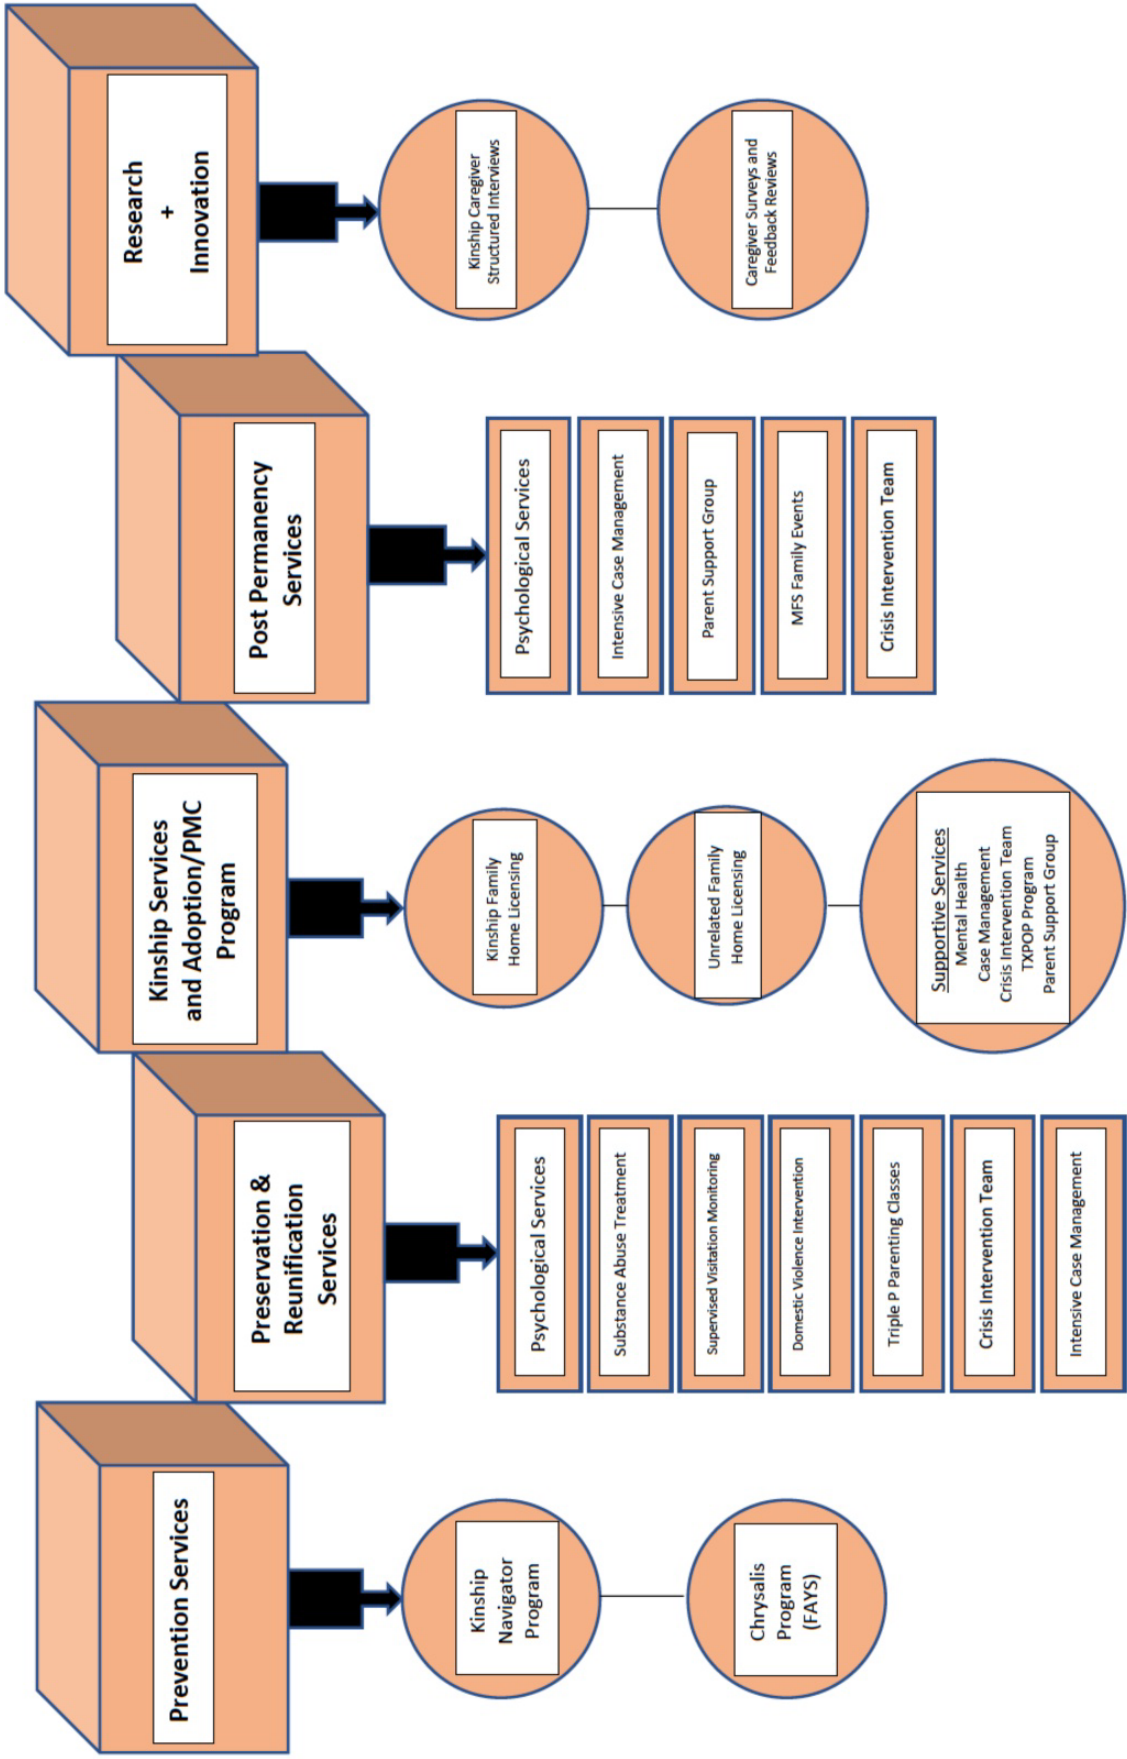 Prevention Services
Kinship
Navigator
Program
Chrysalis
Program
(FAYS)
Preservation &
Reunification
Services
Psychological Services
Substance Abuse Treatment
Supervised Visitation Monitoring
Domestic Violence Intervention
Triple P Parenting Classes
Crisis Intervention Team
Intensive Case Management
Kinship Services
and Adoption/PMC
Program
Kinship Family
Home Licensing
Unrelated Family
Home Licensing
Supportive Services
Mental Health
Case Management
Crisis Intervention Team
TXPOP Program
Parent Support Group
Post Permanency
Services
Psychological Services
Intensive Case Management
Parent Support Group
MFS Family Events
Crisis Intervention Team
Research
+
Innovation
Kinship Caregiver
Structured Interviews
Caregiver Surveys and
Feedback Reviews